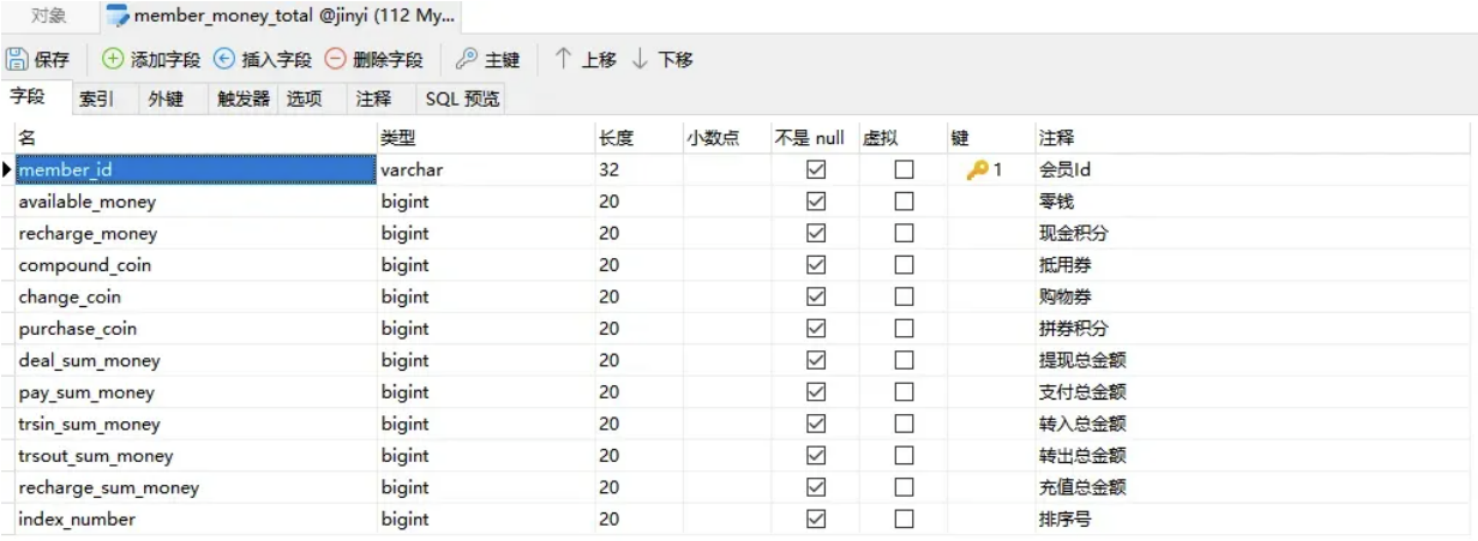 对象 member_money_total @jinyi (112 My...
保存 添加字段 插入字段 删除字段 主键 上移 下移
字段 索引 外键 触发器 选项 注释 SQL 预览
名 类型 长度 小数点 不是 null 虚拟 键 注释
member_id varchar 32 1 会员Id
available_money bigint 20 零钱
recharge_money bigint 20 现金积分
compound_coin bigint 20 抵用券
change_coin bigint 20 购物券
purchase_coin bigint 20 拼券积分
deal_sum_money bigint 20 提现总金额
pay_sum_money bigint 20 支付总金额
trsin_sum_money bigint 20 转入总金额
trsout_sum_money bigint 20 转出总金额
recharge_sum_money bigint 20 充值总金额
index_number bigint 20 排序号